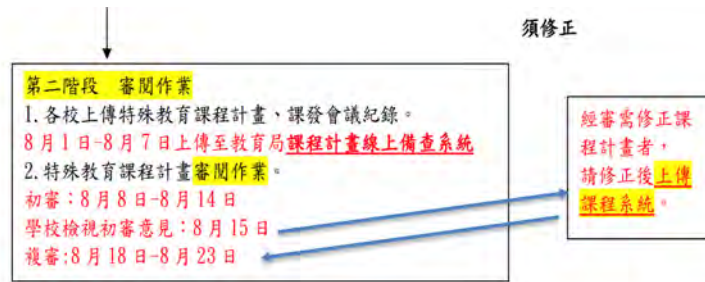 須修正
第二階段　審閱作業
1.各校上傳特殊教育課程計畫、課發會議紀錄。
8月1日-8月7日上傳至教育局課程計畫線上備查系統
2.特殊教育課程計畫審閱作業。
初審：8月8日-8月14日
學校檢視初審意見：8月15日
複審:8月18日-8月23日
經審需修正課
程計畫者，
請修正後上傳
課程系統。